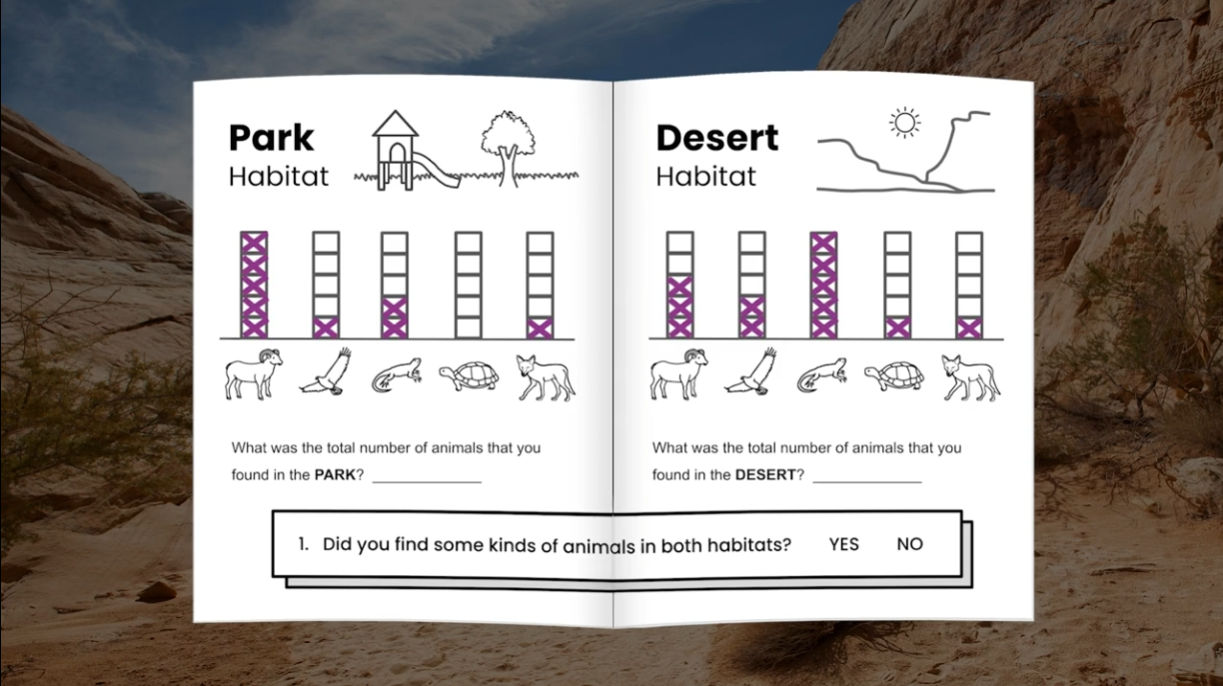 Park
Habitat
What was the total number of animals that you
found in the PARK? ____________
Desert
Habitat
What was the total number of animals that you
found in the DESERT? ____________
1. Did you find some kinds of animals in both habitats? YES NO